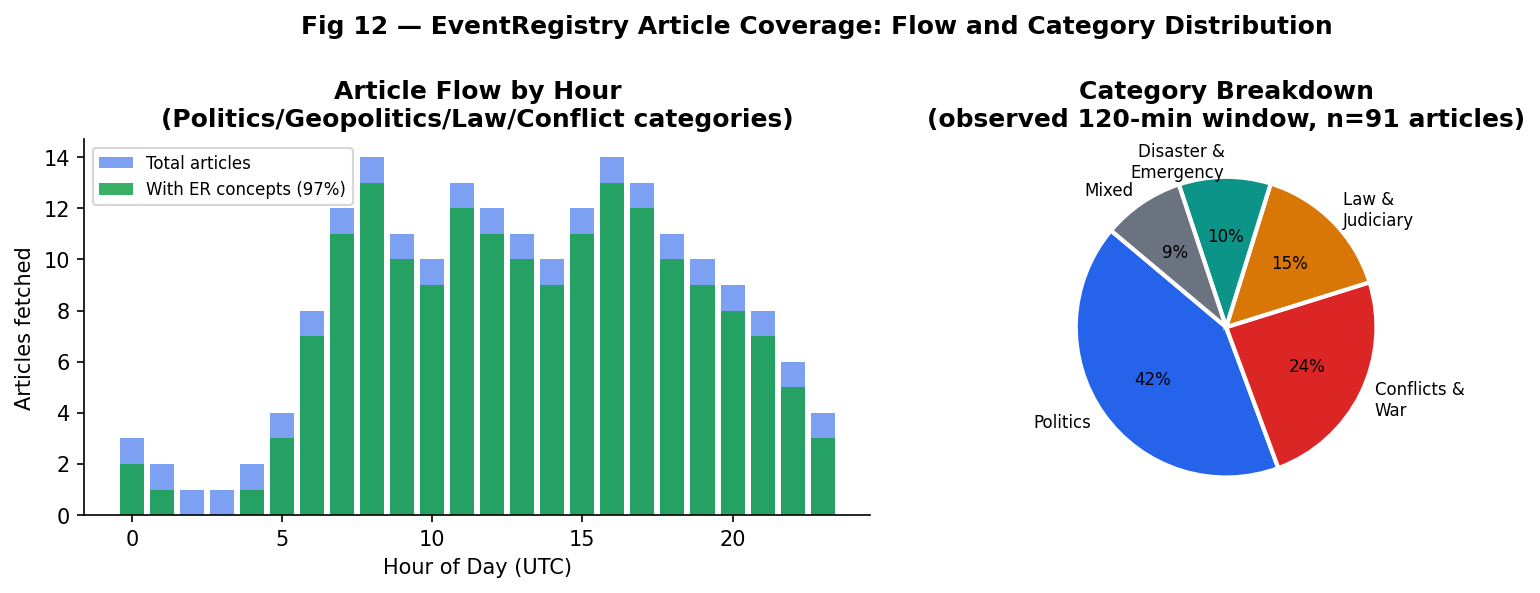 Fig 12 — EventRegistry Article Coverage: Flow and Category Distribution
Article Flow by Hour
(Politics/Geopolitics/Law/Conflict categories)
Total articles
With ER concepts (97%)
Articles fetched
14
12
10
8
6
4
2
0
0
5
10
15
20
Hour of Day (UTC)
Category Breakdown
(observed 120-min window, n=91 articles)
Disaster &
Emergency
Mixed
Law &
Judiciary
Conflicts &
War
Politics
10%
9%
15%
24%
42%